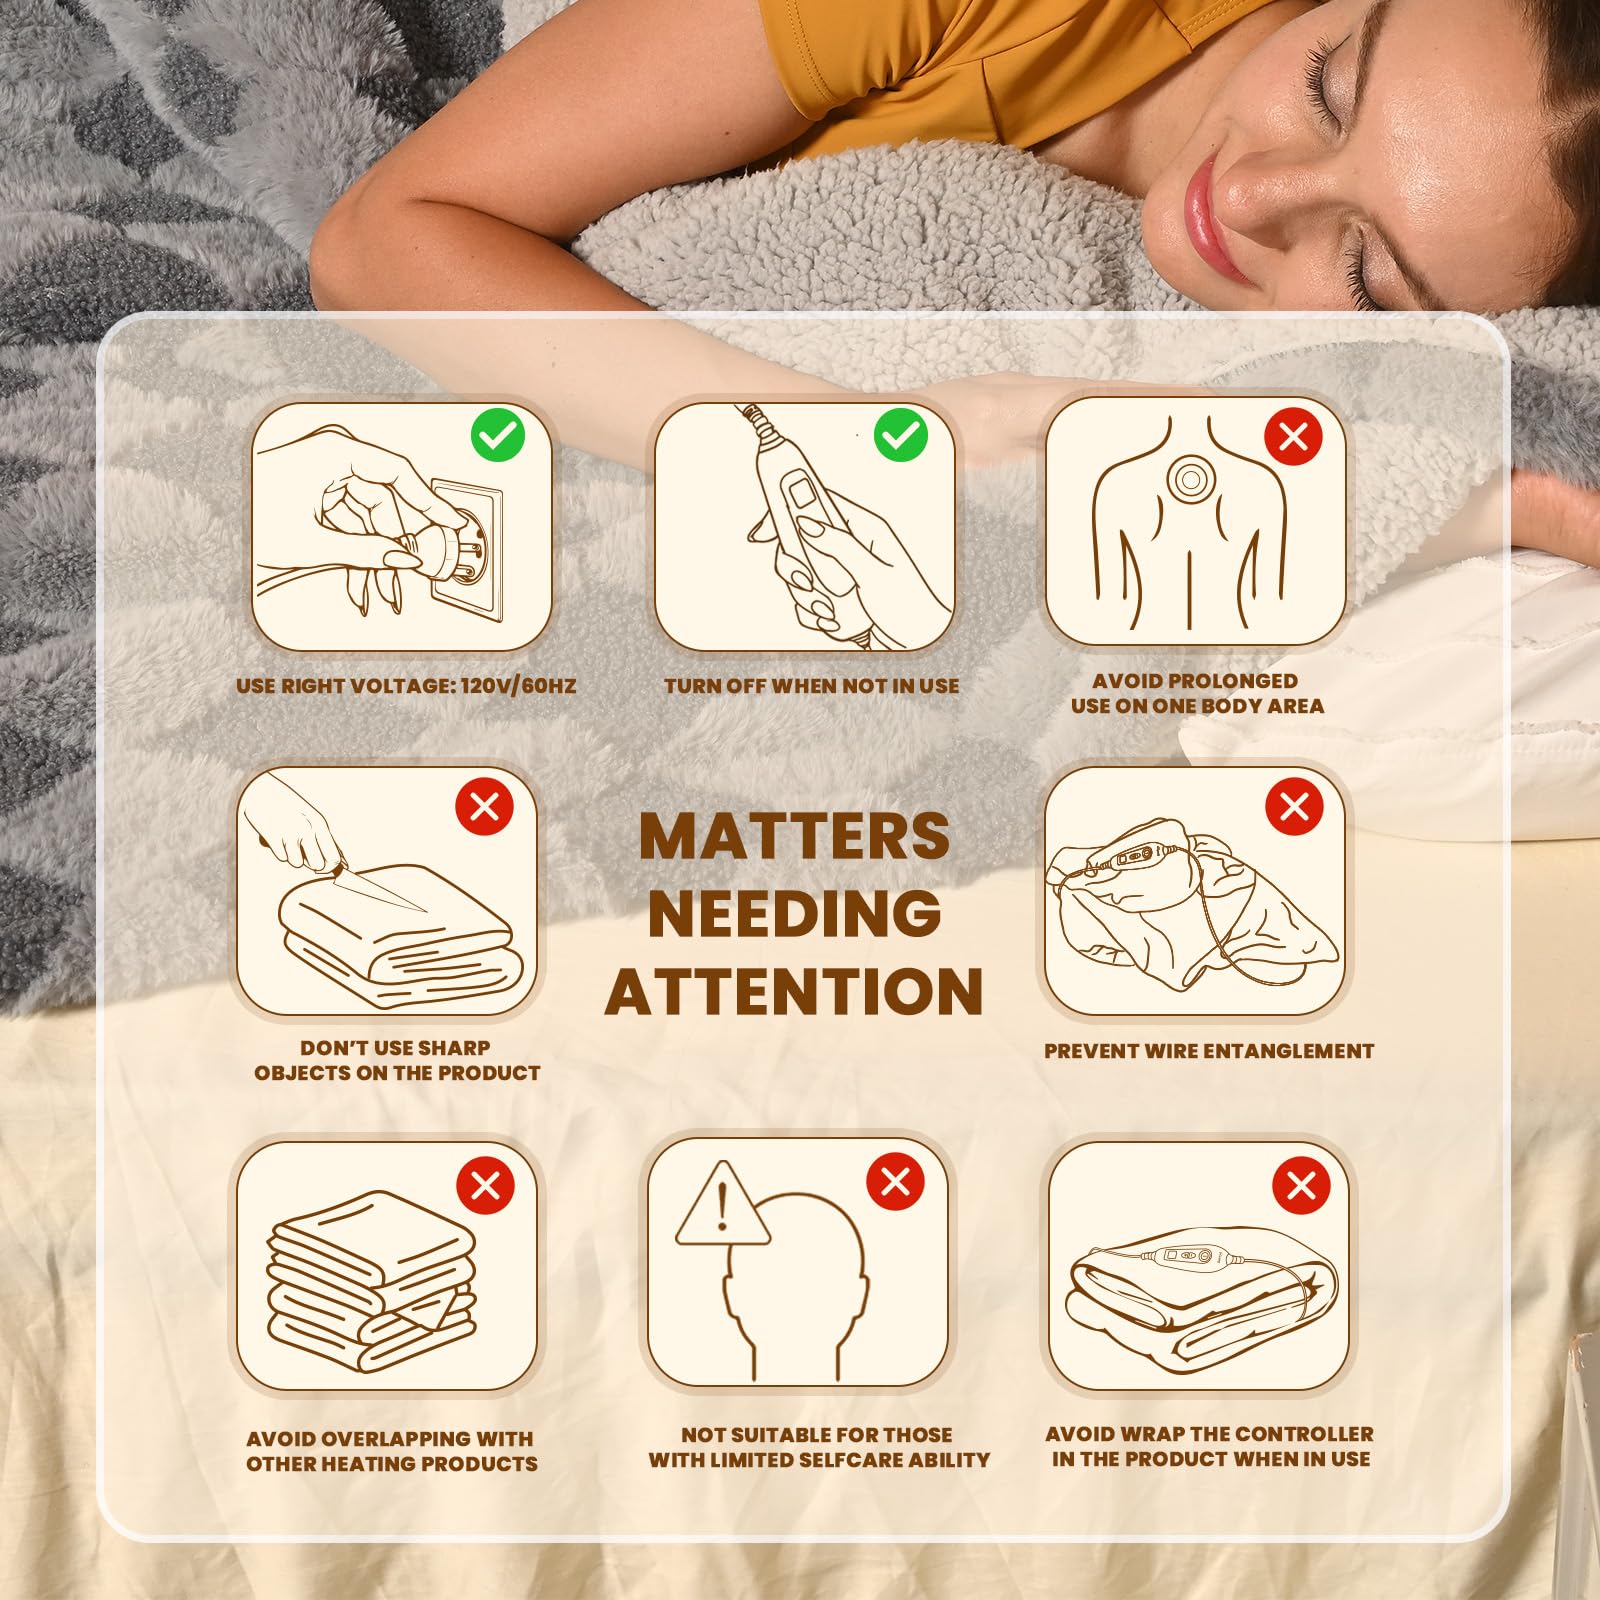 USE RIGHT VOLTAGE: 120V/60HZ
TURN OFF WHEN NOT IN USE
AVOID PROLONGED
USE ON ONE BODY AREA
DON'T USE SHARP
OBJECTS ON THE PRODUCT
MATTERS
NEEDING
ATTENTION
PREVENT WIRE ENTANGLEMENT
AVOID OVERLAPPING WITH
OTHER HEATING PRODUCTS
NOT SUITABLE FOR THOSE
WITH LIMITED SELFCARE ABILITY
AVOID WRAP THE CONTROLLER
IN THE PRODUCT WHEN IN USE